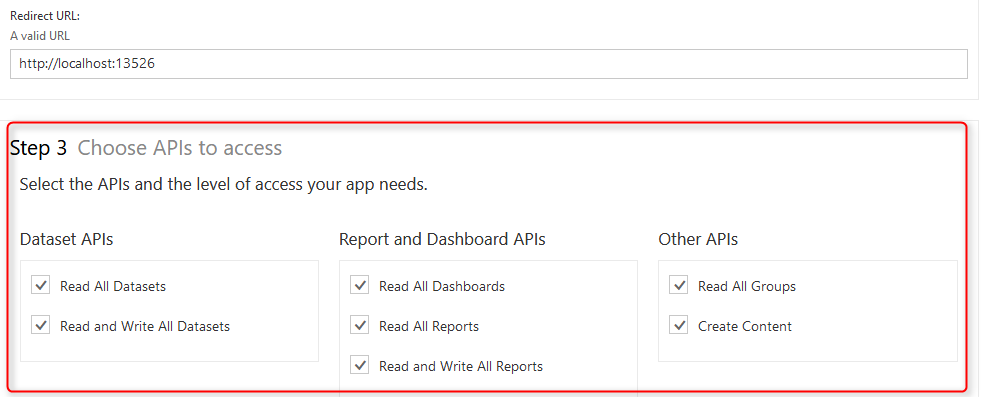 Redirect URL:
A valid URL
http://localhost:13526
Step 3 Choose APIs to access
Select the APIs and the level of access your app needs.
Dataset APIs
Read All Datasets
Read and Write All Datasets
Report and Dashboard APIs
Read All Dashboards
Read All Reports
Read and Write All Reports
Other APIs
Read All Groups
Create Content